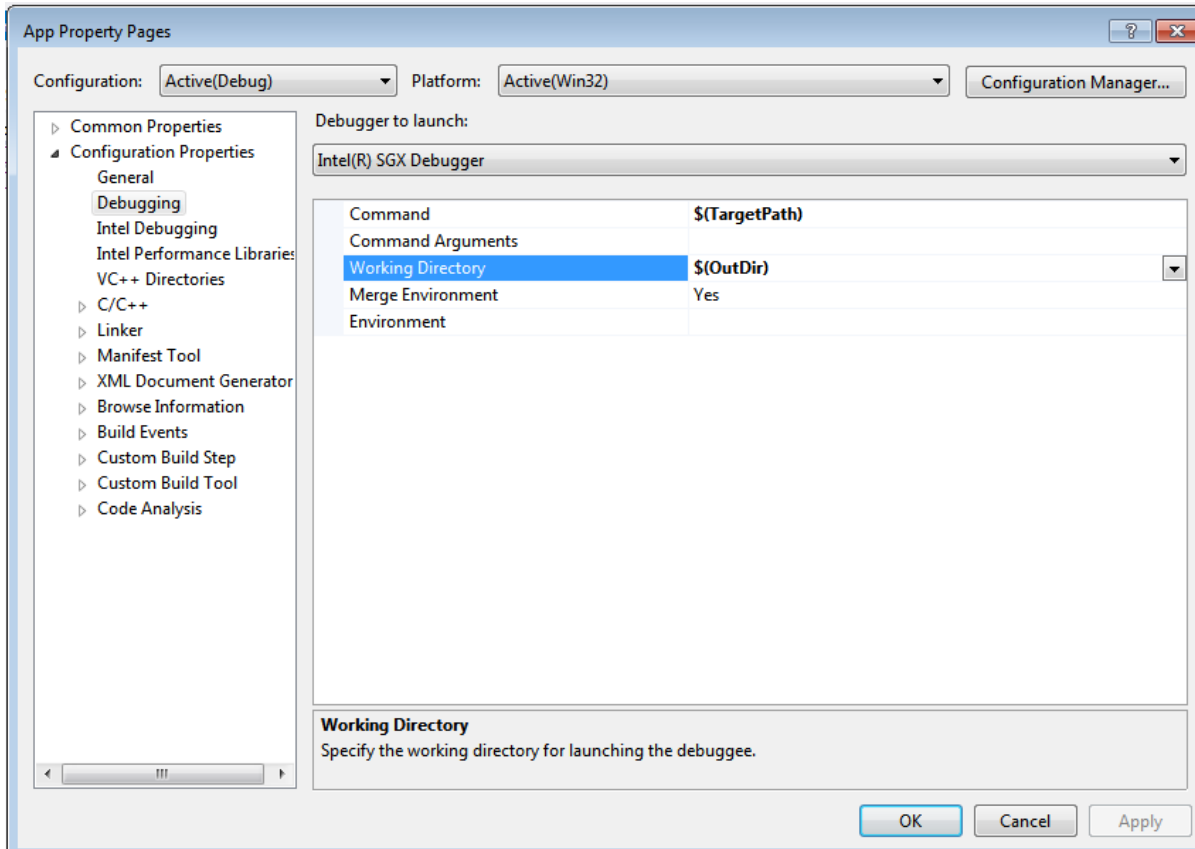 App Property Pages
Configuration: Active(Debug) Platform: Active(Win32) Configuration Manager...
Common Properties
Configuration Properties
General
Debugging
Intel Debugging
Intel Performance Libraries
VC++ Directories
C/C++
Linker
Manifest Tool
XML Document Generator
Browse Information
Build Events
Custom Build Step
Custom Build Tool
Code Analysis
Debugger to launch:
Intel(R) SGX Debugger
Command $(TargetPath)
Command Arguments
Working Directory $(OutDir)
Merge Environment Yes
Environment
Working Directory
Specify the working directory for launching the debuggee.
OK Cancel Apply